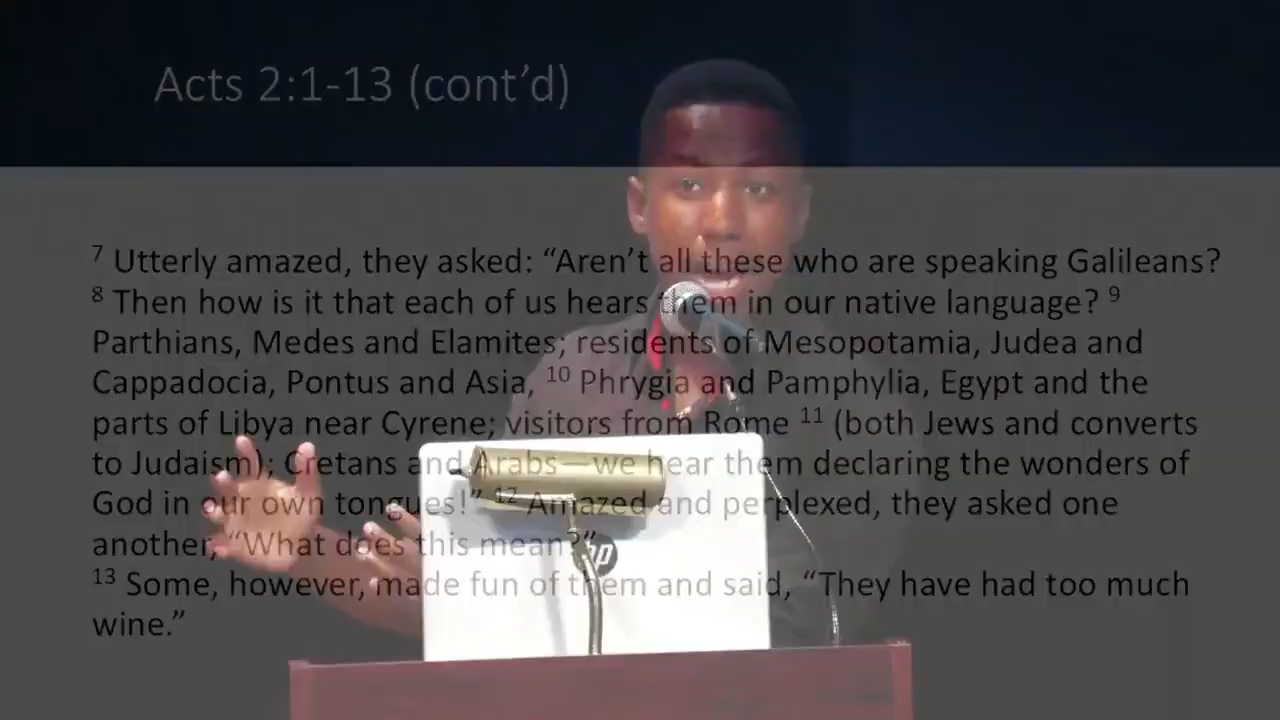 Acts 2:1-13 (cont’d)
7 Utterly amazed, they asked: “Aren’t all these who are speaking Galileans?
8 Then how is it that each of us hears them in our native language? 9
Parthians, Medes and Elamites; residents of Mesopotamia, Judea and
Cappadocia, Pontus and Asia, 10 Phrygia and Pamphylia, Egypt and the
parts of Libya near Cyrene; visitors from Rome 11 (both Jews and converts
to Judaism); Cretans and Arabs—we hear them declaring the wonders of
God in our own tongues!” 12 Amazed and perplexed, they asked one
another, “What does this mean?”
hp
13 Some, however, made fun of them and said, “They have had too much
wine.”